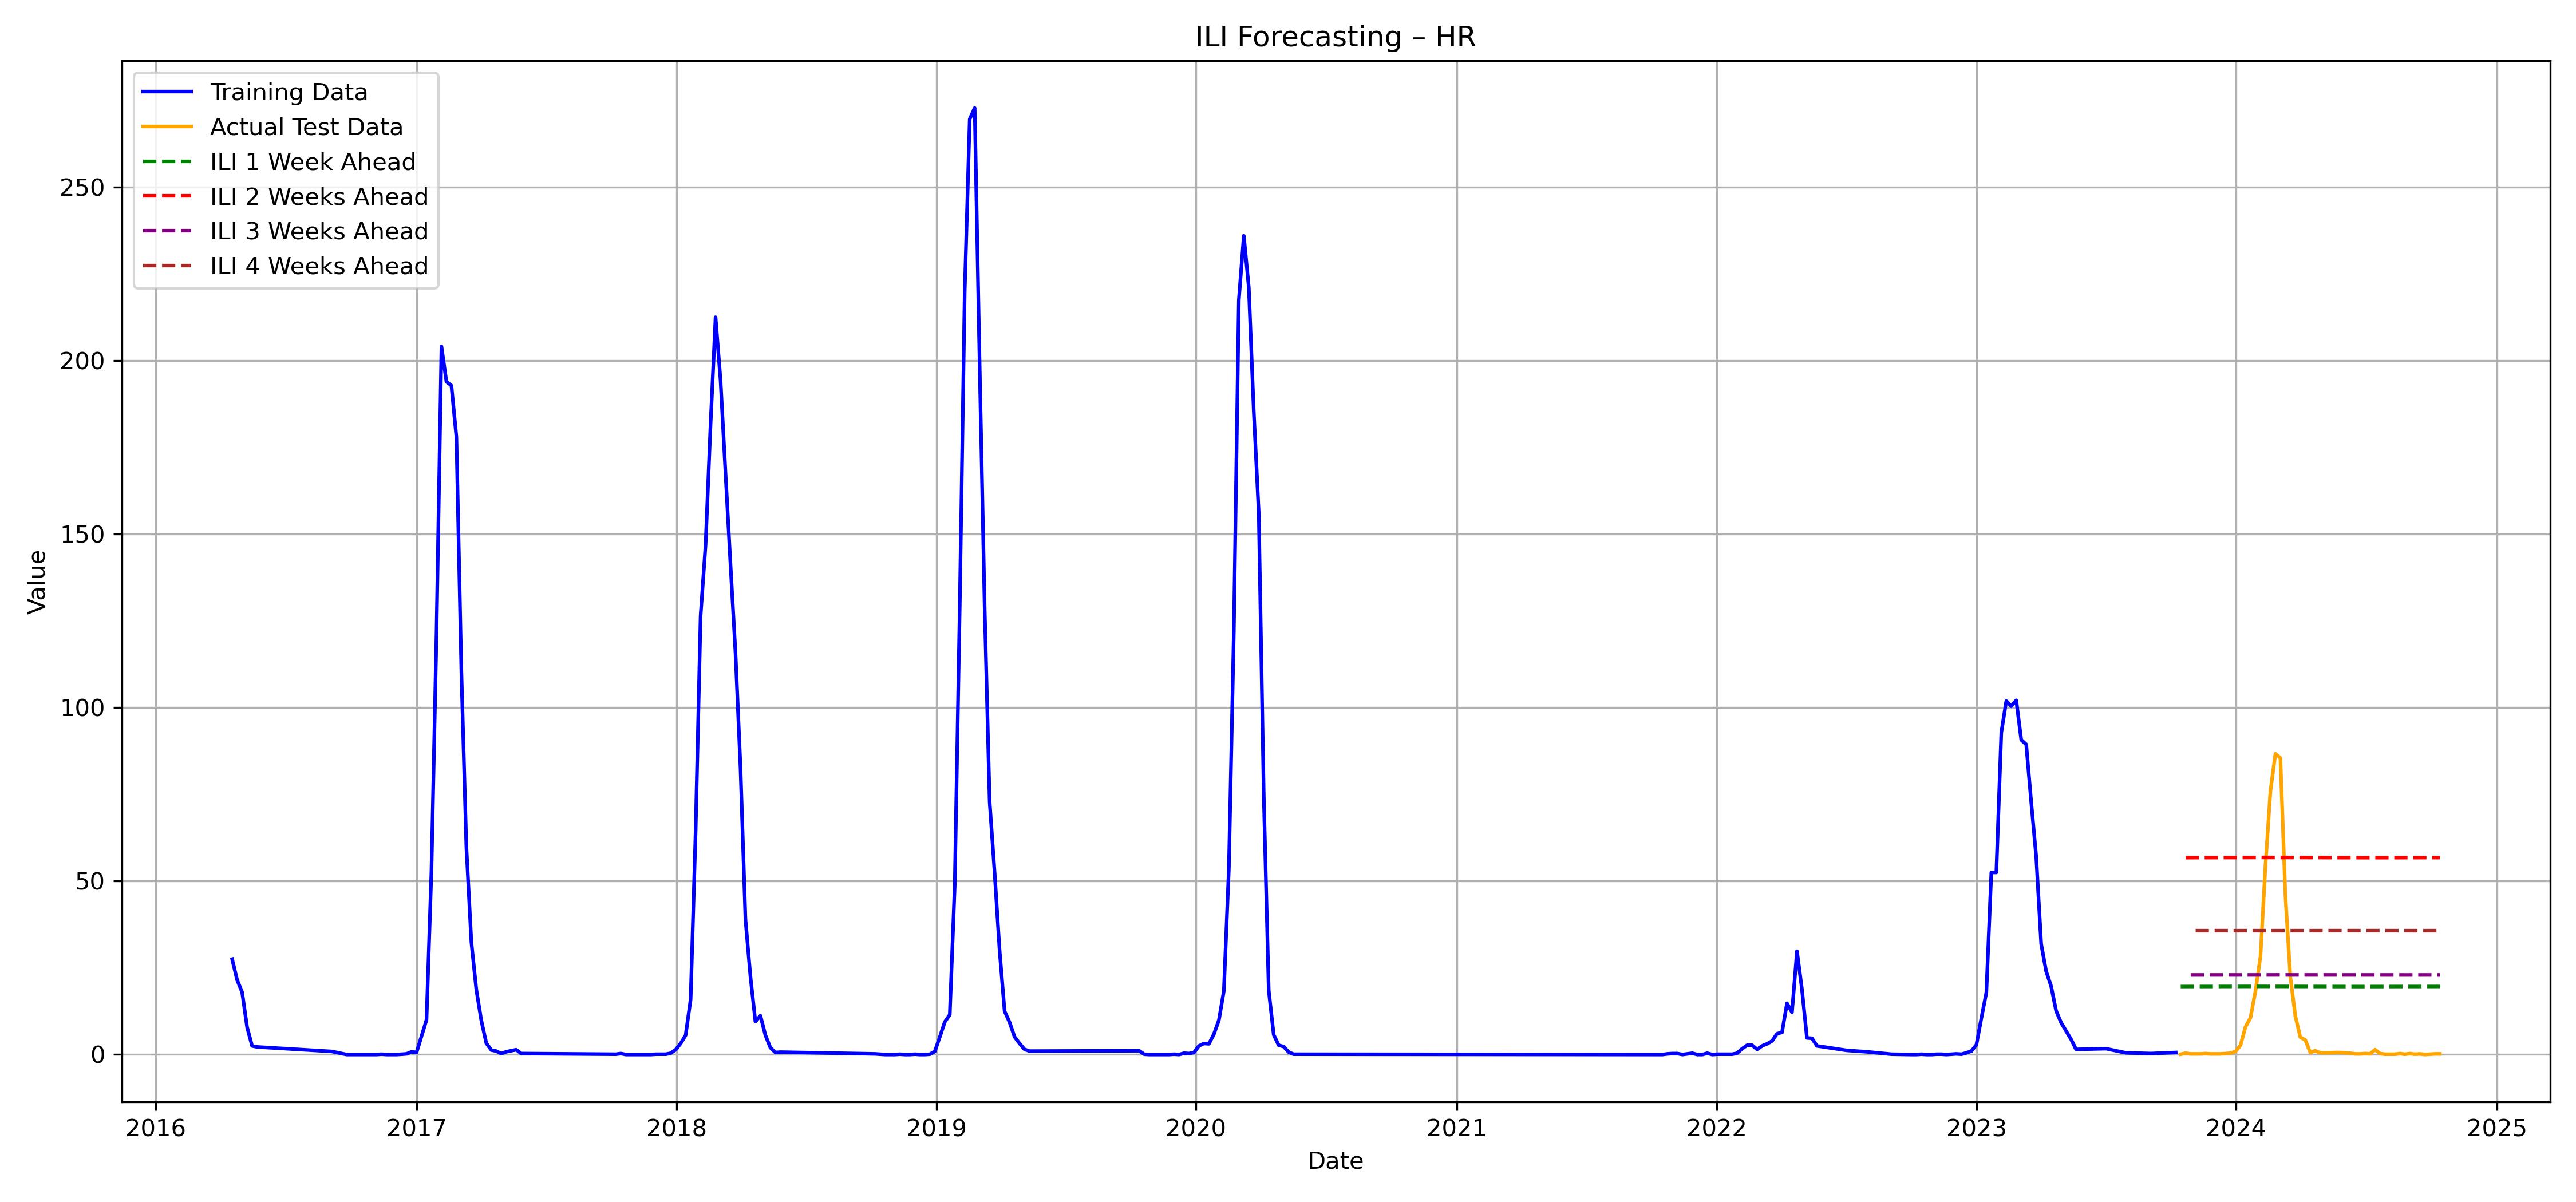 ILI Forecasting – HR
Training Data
Actual Test Data
ILI 1 Week Ahead
ILI 2 Weeks Ahead
ILI 3 Weeks Ahead
ILI 4 Weeks Ahead
250
200
150
100
50
0
Value
2016 2017 2018 2019 2020 2021 2022 2023 2024 2025
Date